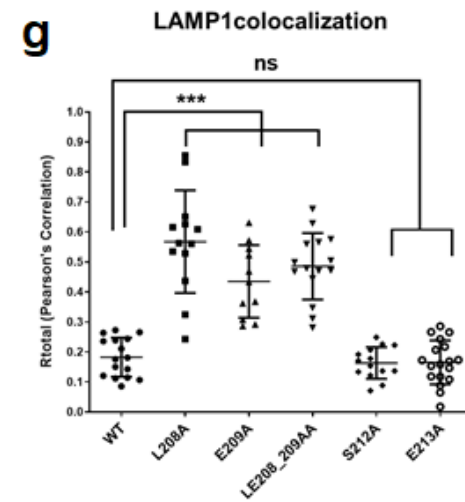 g
LAMP1colocalization
ns
***
Rtotal (Pearson's Correlation)
1.0
0.9
0.8
0.7
0.6
0.5
0.4
0.3
0.2
0.1
0.0
WT
L208A
E209A
LE208_209AA
S212A
E213A